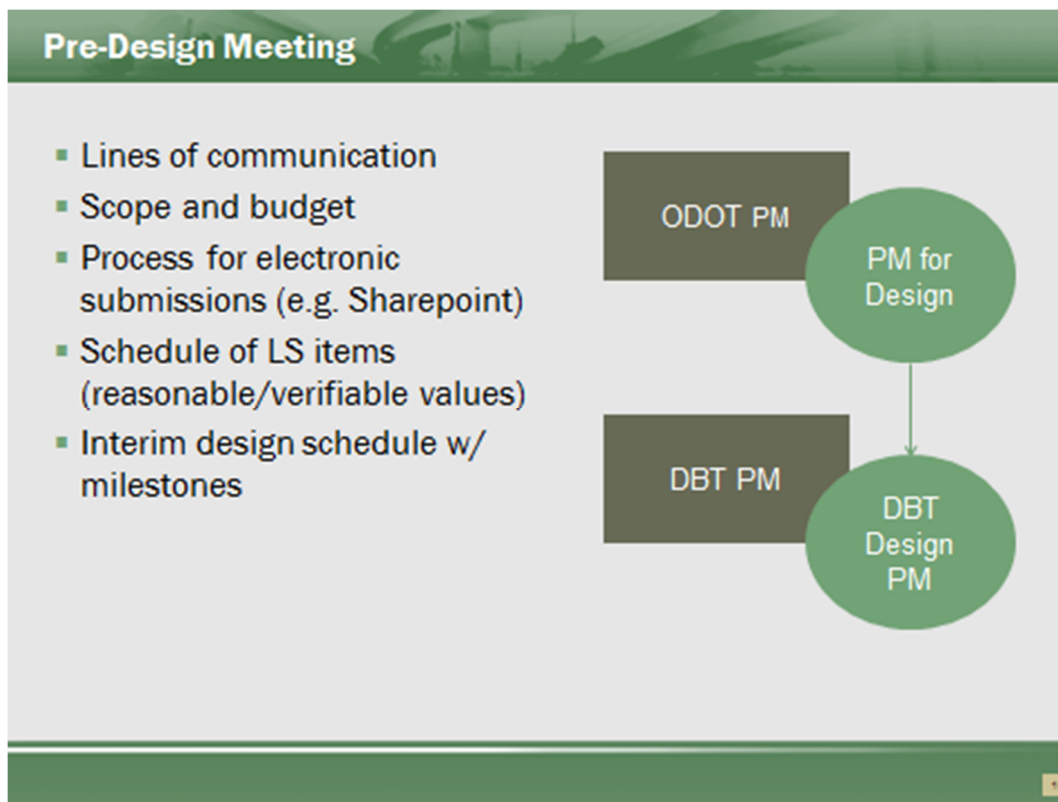 Pre-Design Meeting
Lines of communication
Scope and budget
Process for electronic
submissions (e.g. Sharepoint)
Schedule of LS items
(reasonable/verifiable values)
Interim design schedule w/
milestones
ODOT PM
PM for
Design
DBT PM
DBT
Design
PM